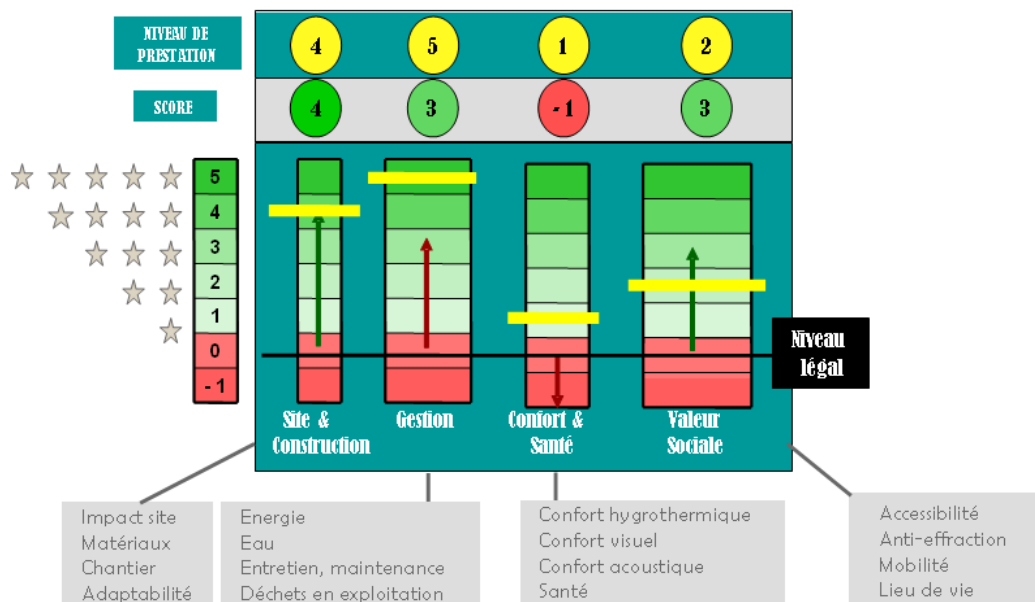 NIVEAU DE
PRESTATION
4
5
1
2
SCORE
4
3
- 1
3
5
4
3
2
1
0
- 1
Niveau
légal
Site &
Construction
Gestion
Confort &
Santé
Valeur
Sociale
Impact site
Matériaux
Chantier
Adaptabilité
Energie
Eau
Entretien, maintenance
Déchets en exploitation
Confort hygrothermique
Confort visuel
Confort acoustique
Santé
Accessibilité
Anti-effraction
Mobilité
Lieu de vie